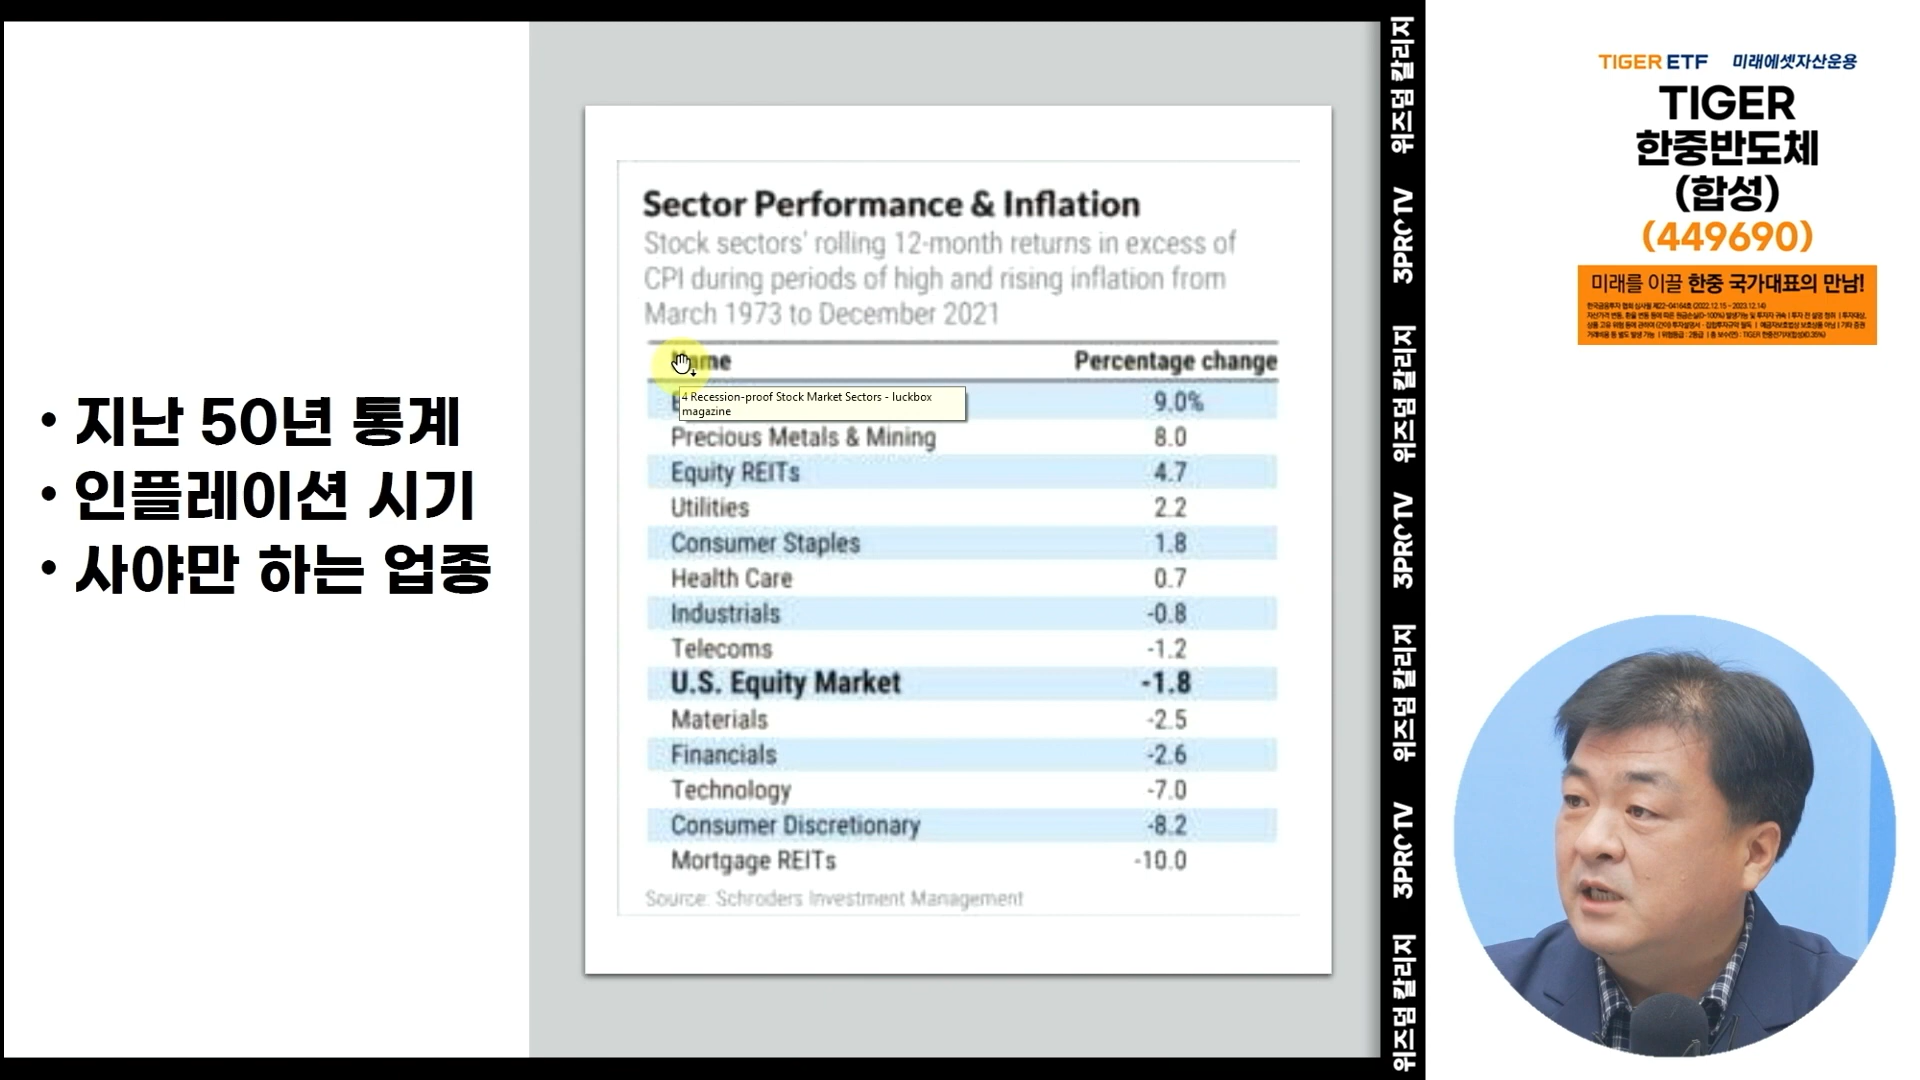 • 지난 50년 통계
• 인플레이션 시기
• 사야만 하는 업종
Sector Performance & Inflation
Stock sectors' rolling 12-month returns in excess of
CPI during periods of high and rising inflation from
March 1973 to December 2021
Name Percentage change
4 Recession-proof Stock Market Sectors - luckbox
magazine
9.0%
Precious Metals & Mining 8.0
Equity REITs 4.7
Utilities 2.2
Consumer Staples 1.8
Health Care 0.7
Industrials -0.8
Telecoms -1.2
U.S. Equity Market -1.8
Materials -2.5
Financials -2.6
Technology -7.0
Consumer Discretionary -8.2
Mortgage REITs -10.0
Source: Schroders Investment Management
위즈덤 칼리지
3PROTV
위즈덤 칼리지
3PROTV
위즈덤 칼리지
3PROTV
위즈덤 칼리지
TIGER ETF 미래에셋자산운용
TIGER
한중반도체
(합성)
(449690)
미래를 이끌 한중 국가대표의 만남!